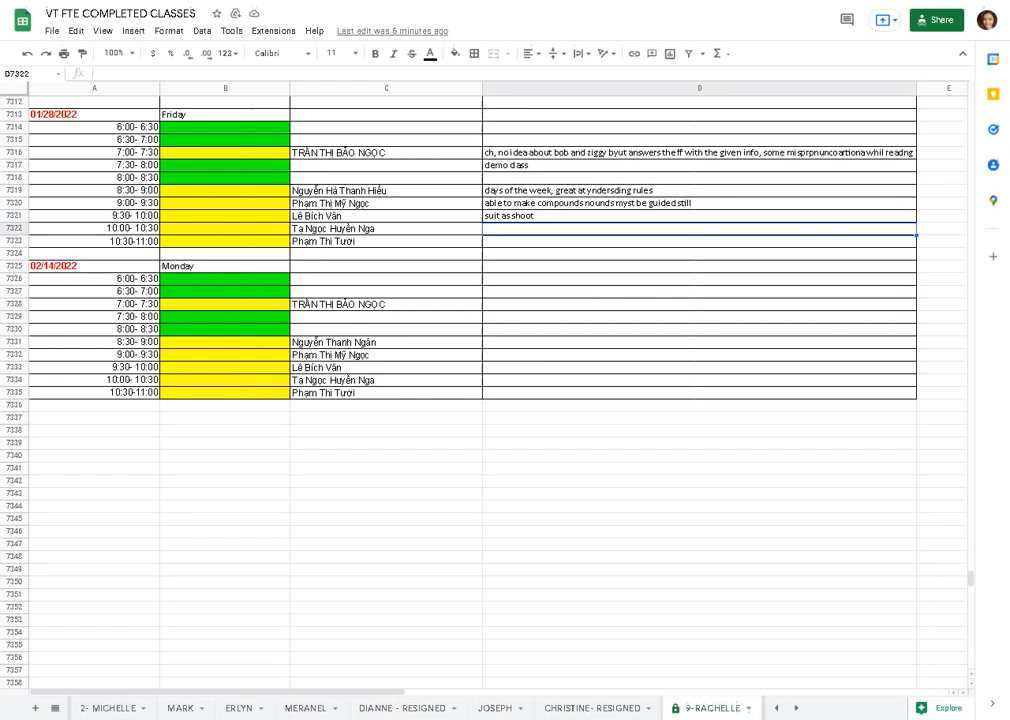 VT FTE COMPLETED CLASSES
File Edit View Insert Format Data Tools Extensions Help Last edit was 6 minutes ago
Share
100% $ % .0 .00 123 Calibri 11 B I S A
D7322 fx
A B C D E
7312
7313 01/28/2022 Friday
7314 6:00- 6:30
7315 6:30- 7:00
7316 7:00- 7:30 TRẦN THỊ BẢO NGỌC ch, no idea about bob and ziggy byut answers the ff with the given info, some misprpnuncoartiona whil readng
7317 7:30- 8:00 demo class
7318 8:00- 8:30
7319 8:30- 9:00 Nguyễn Hà Thanh Hiếu days of the week, great at yndersding rules
7320 9:00- 9:30 Phạm Thị Mỹ Ngọc able to make compounds nounds myst be guided still
7321 9:30- 10:00 Lê Bích Vân suit as shoot
7322 10:00- 10:30 Tạ Ngọc Huyền Nga
7323 10:30-11:00 Phạm Thi Tươi
7324
7325 02/14/2022 Monday
7326 6:00- 6:30
7327 6:30- 7:00
7328 7:00- 7:30 TRẦN THỊ BẢO NGỌC
7329 7:30- 8:00
7330 8:00- 8:30
7331 8:30- 9:00 Nguyễn Thanh Ngân
7332 9:00- 9:30 Phạm Thị Mỹ Ngọc
7333 9:30- 10:00 Lê Bích Vân
7334 10:00- 10:30 Tạ Ngọc Huyền Nga
7335 10:30-11:00 Phạm Thi Tươi
7336
7337
7338
7339
7340
7341
7342
7343
7344
7345
7346
7347
7348
7349
7350
7351
7352
7353
7354
7355
7356
7357
7358
2- MICHELLE MARK ERLYN MERANEL DIANNE - RESIGNED JOSEPH CHRISTINE- RESIGNED 9-RACHELLE Explore